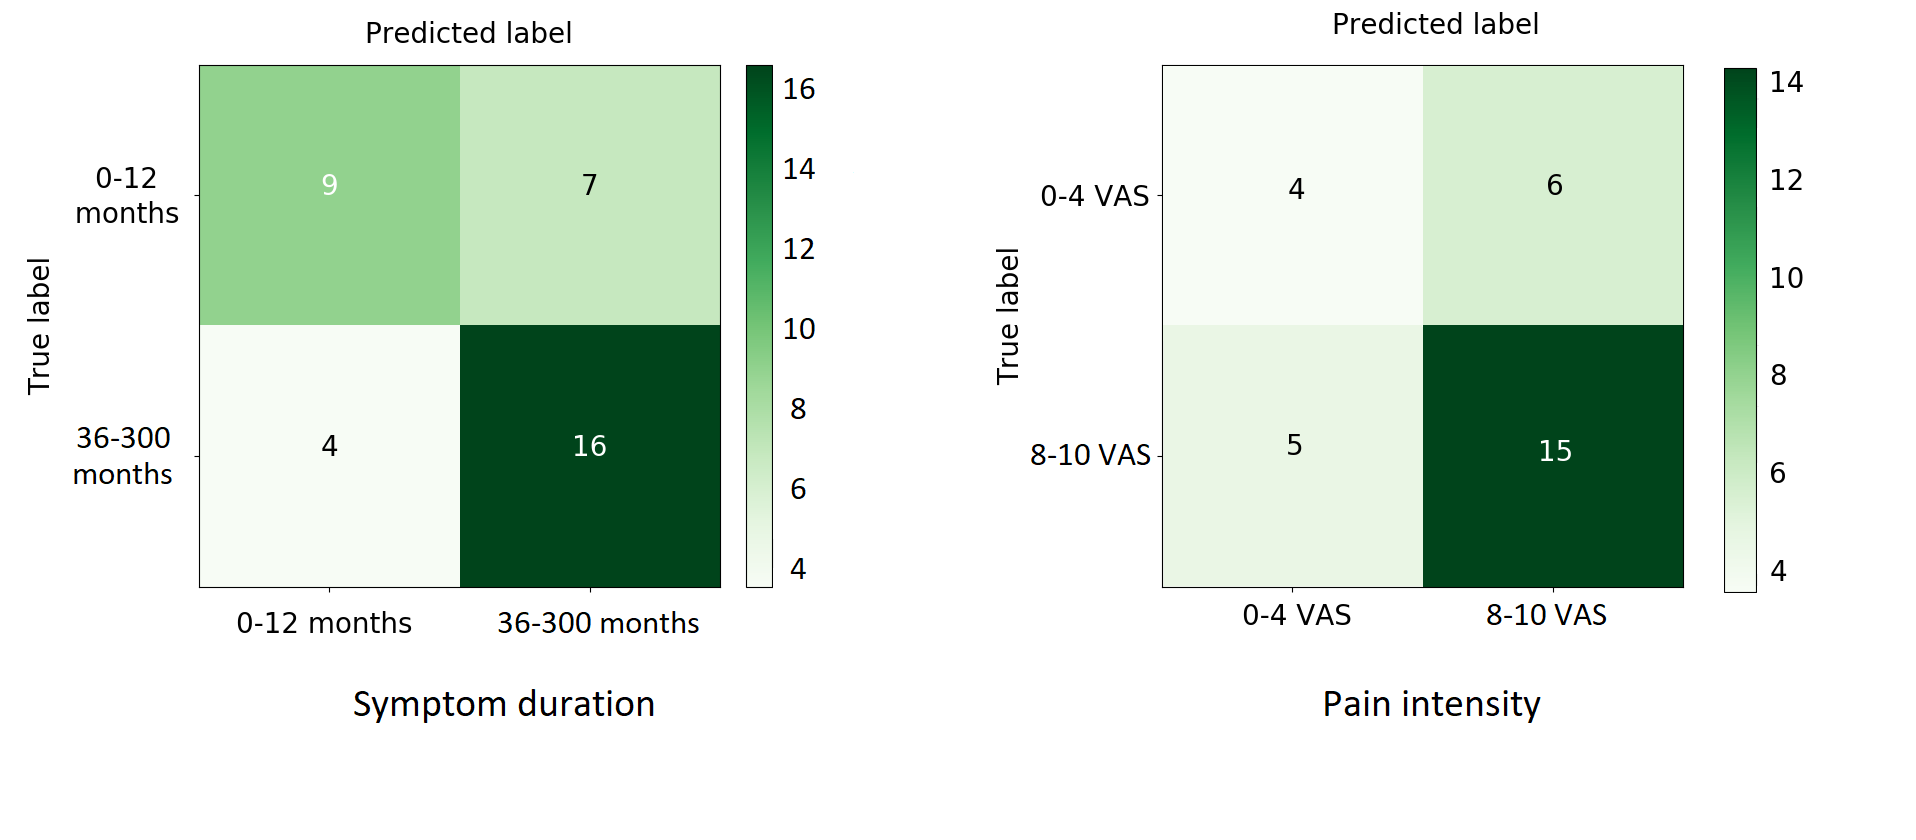 Predicted label
0-12
months
36-300
months
True label
9
7
4
16
16
14
12
10
8
6
4
0-12 months
36-300 months
Symptom duration
Predicted label
0-4 VAS
8-10 VAS
True label
4
6
5
15
14
12
10
8
6
4
0-4 VAS
8-10 VAS
Pain intensity